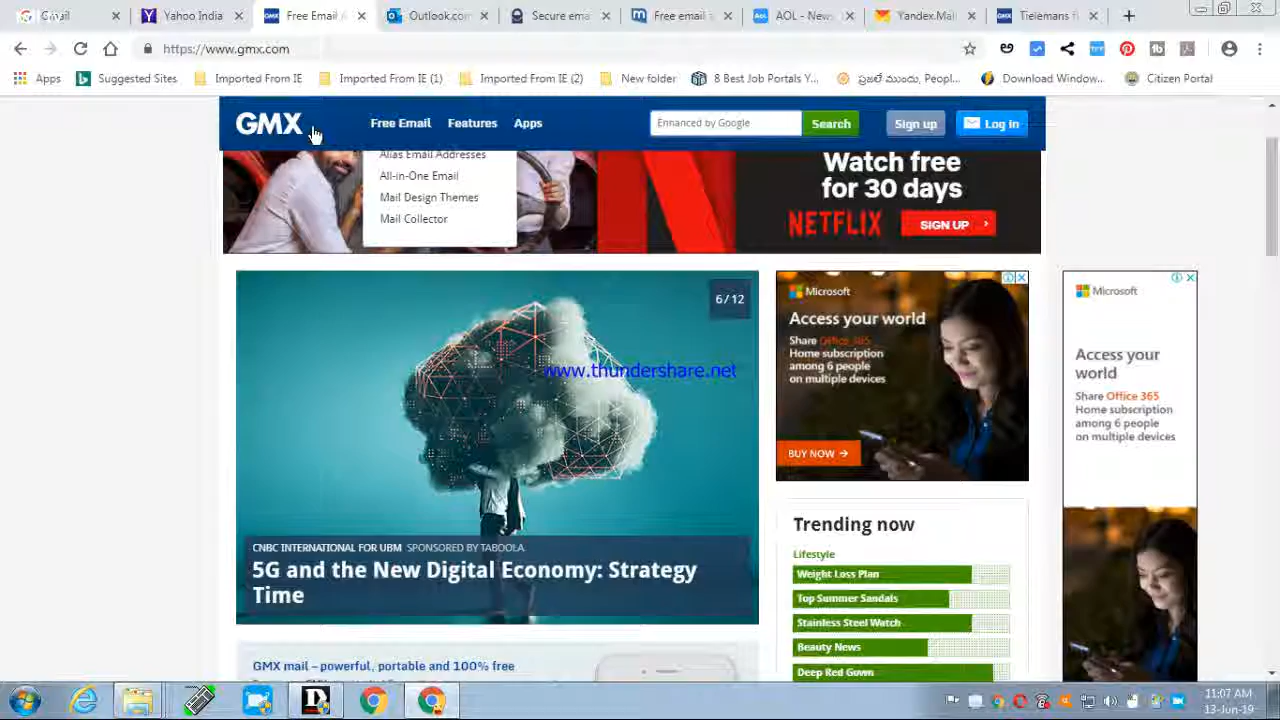 G
Yahoo India
Free Email
Outlook.com
Secure ema
Free email
AOL - News
Yandex.Mai
Tielemans f
https://www.gmx.com
Apps
Suggested Sites
Imported From IE
Imported From IE (1)
Imported From IE (2)
New folder
8 Best Job Portals Y...
ప్రజలే ముందు, Peopl...
Download Window...
Citizen Portal
GMX
Free Email
Features
Apps
Enhanced by Google
Search
Sign up
Log in
Alias Email Addresses
All-in-One Email
Mail Design Themes
Mail Collector
Watch free
for 30 days
NETFLIX
SIGN UP
6/12
www.thundershare.net
CNBC INTERNATIONAL FOR UBM SPONSORED BY TABOOLA
5G and the New Digital Economy: Strategy
Time
Microsoft
Access your world
Share Office 365
Home subscription
among 6 people
on multiple devices
BUY NOW
Microsoft
Access your
world
Share Office 365
Home subscription
among 6 people
on multiple devices
Trending now
Lifestyle
Weight Loss Plan
Top Summer Sandals
Stainless Steel Watch
Beauty News
Deep Red Gown
GMX mail – powerful, portable and 100% free
11:07 AM
13-Jun-19